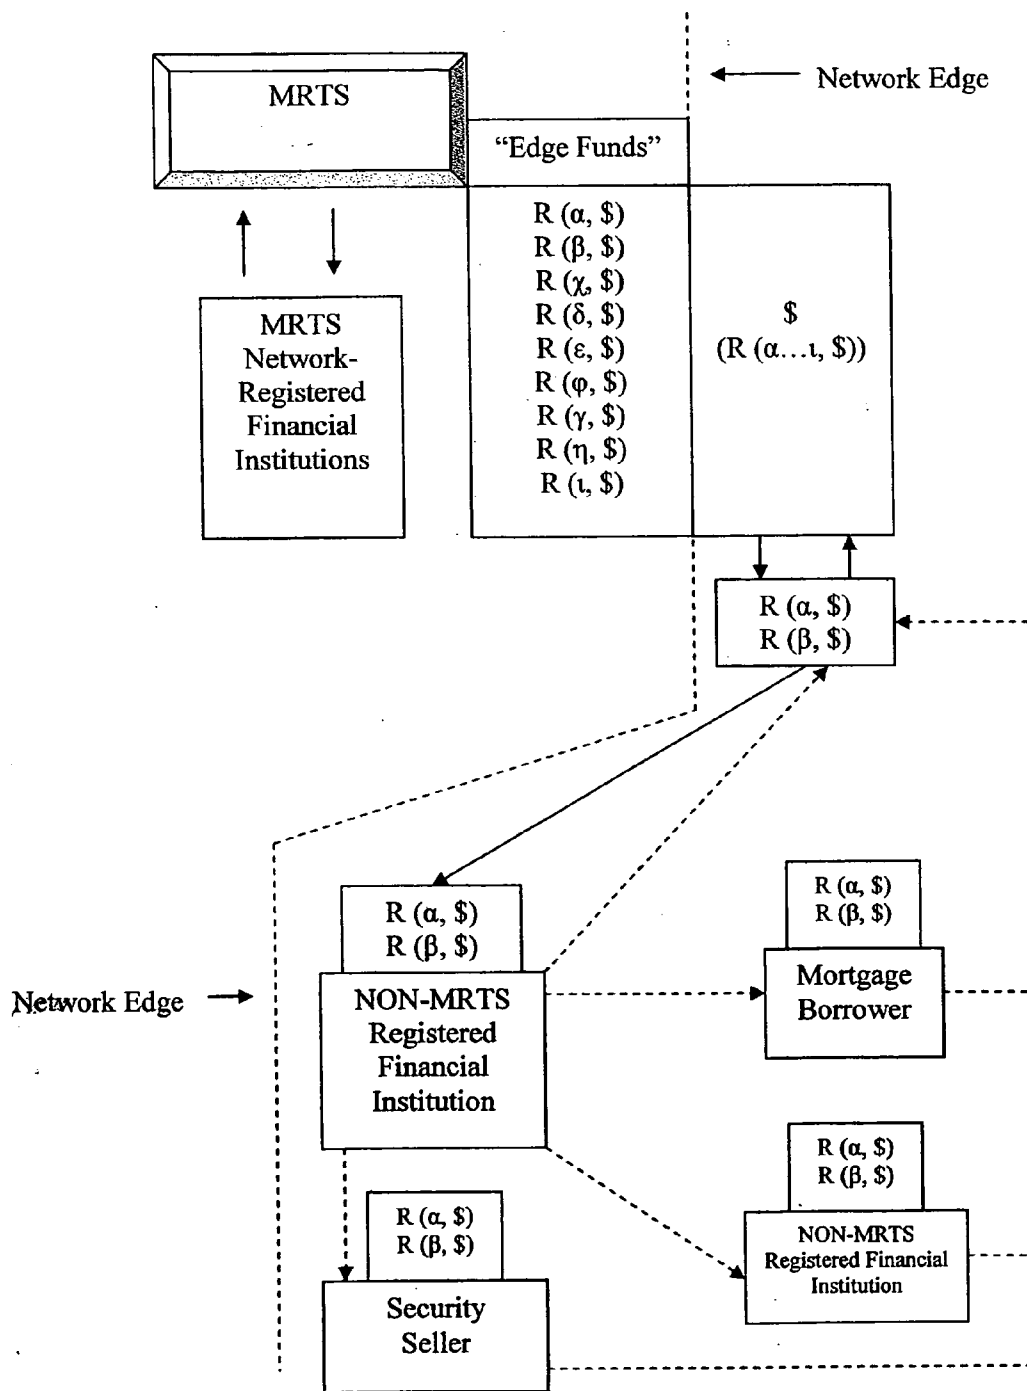 MRTS
Network Edge
“Edge Funds”
R (α, $)
R (β, $)
R (χ, $)
R (δ, $)
R (ε, $)
R (φ, $)
R (γ, $)
R (η, $)
R (ι, $)
$
(R (α...ι, $))
MRTS
Network-
Registered
Financial
Institutions
R (α, $)
R (β, $)
R (α, $)
R (β, $)
NON-MRTS
Registered
Financial
Institution
Network Edge
R (α, $)
R (β, $)
Mortgage
Borrower
R (α, $)
R (β, $)
NON-MRTS
Registered Financial
Institution
R (α, $)
R (β, $)
Security
Seller